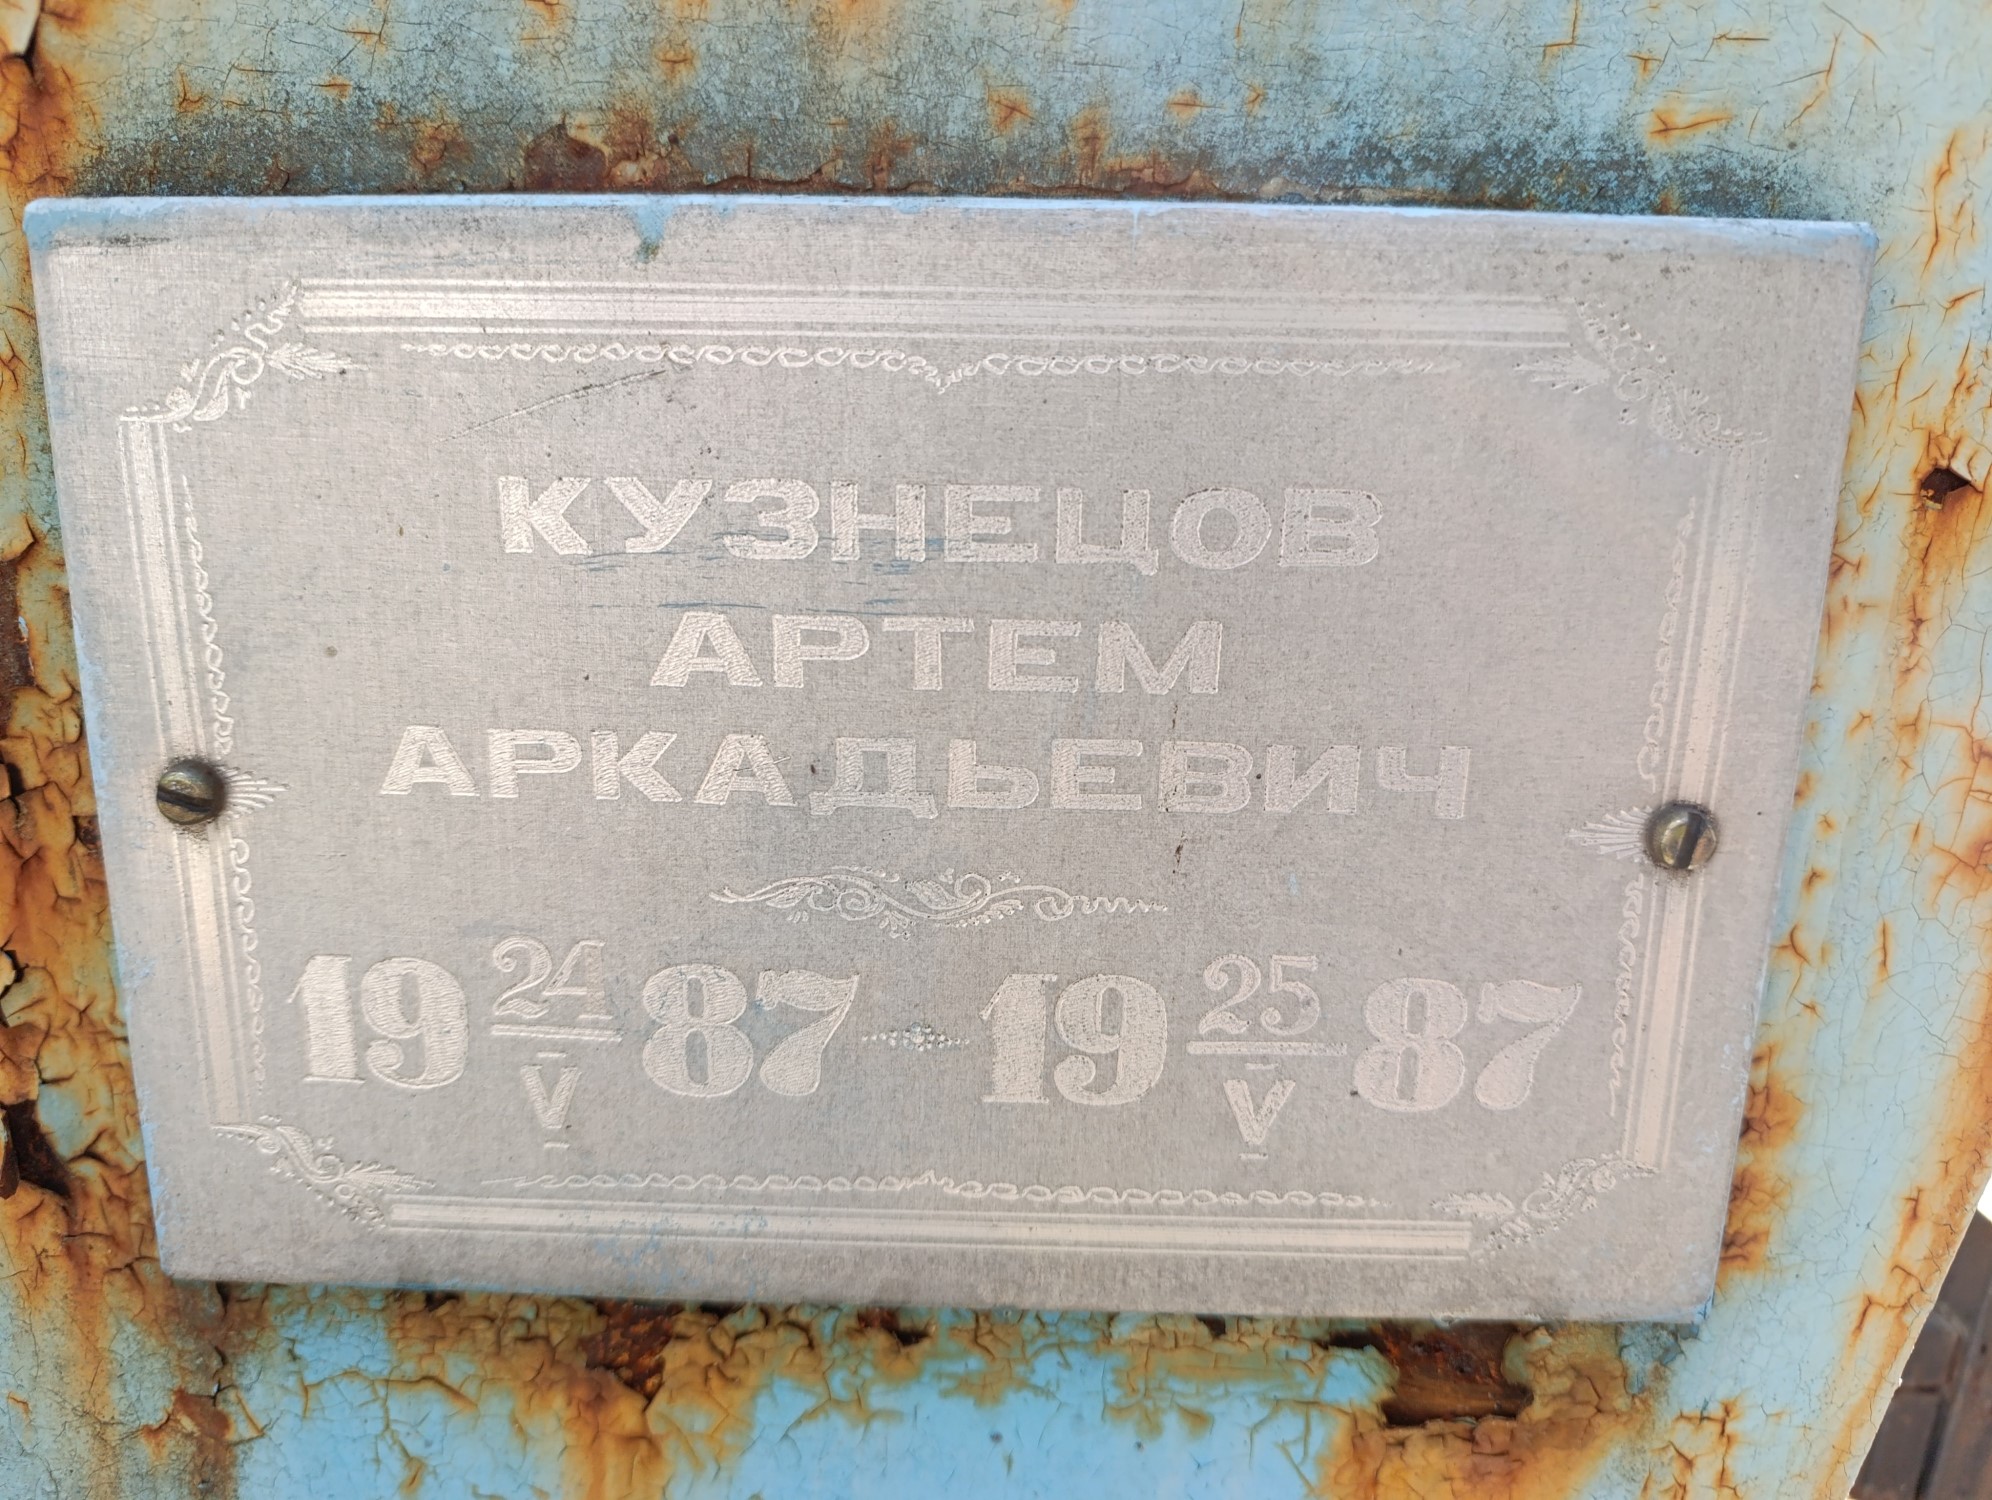 КУЗНЕЦОВ
АРТЕМ
АРКАДЬЕВИЧ
19 24/V 87 - 19 25/V 87